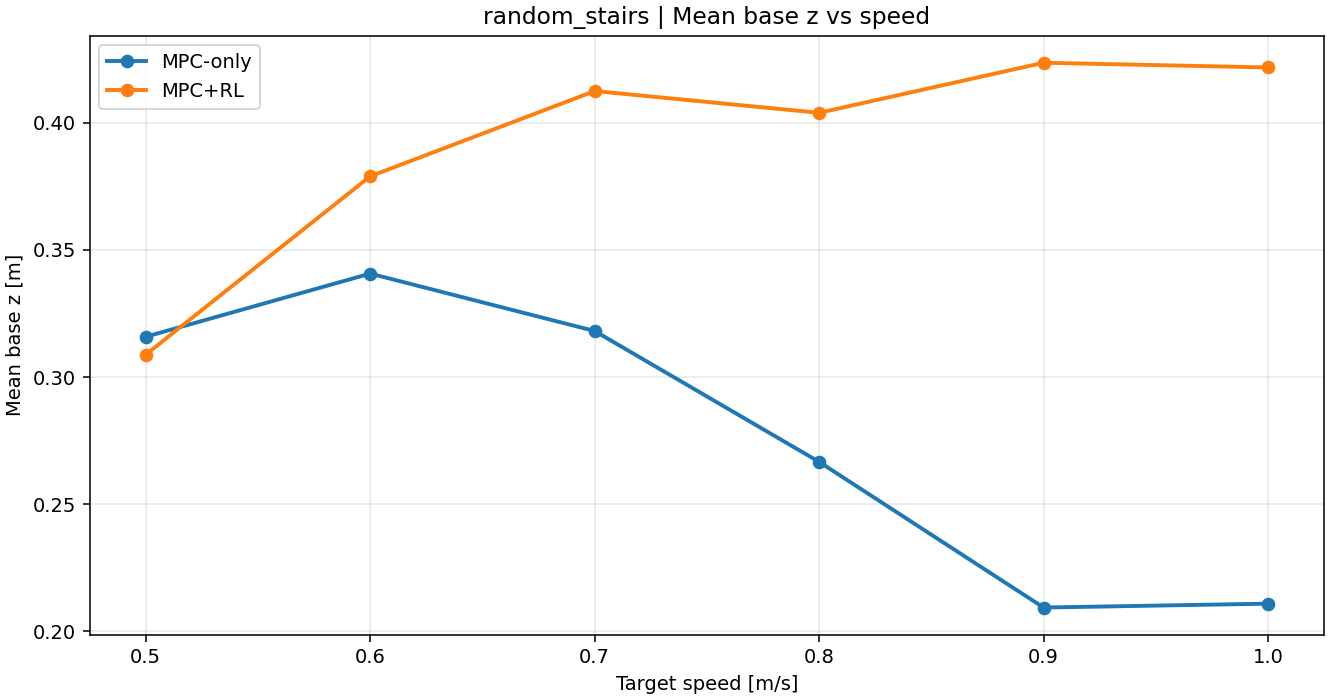 random_stairs | Mean base z vs speed
MPC-only
MPC+RL
Mean base z [m]
0.40
0.35
0.30
0.25
0.20
0.5 0.6 0.7 0.8 0.9 1.0
Target speed [m/s]